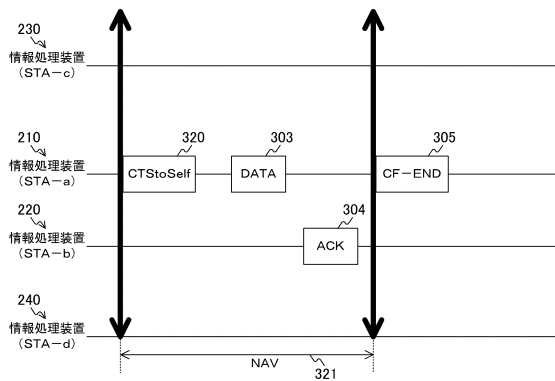 230
情報処理装置
(STA-c)
210
情報処理装置
(STA-a)
320
CTStoSelf
303
DATA
305
CF-END
220
情報処理装置
(STA-b)
304
ACK
240
情報処理装置
(STA-d)
NAV
321